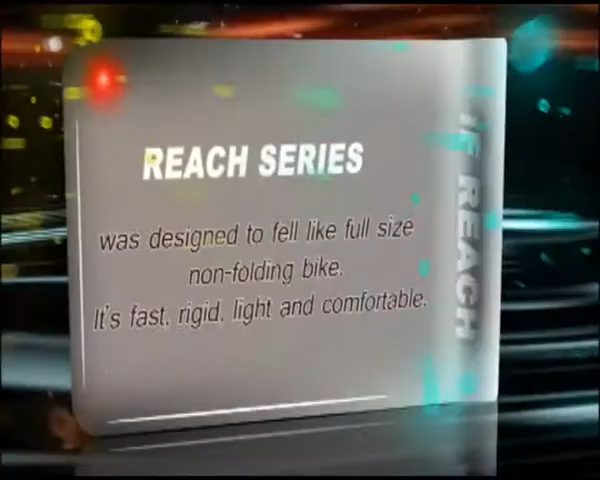 REACH SERIES
was designed to fell like full size
non-folding bike.
It's fast, rigid, light and comfortable.
IF REACH